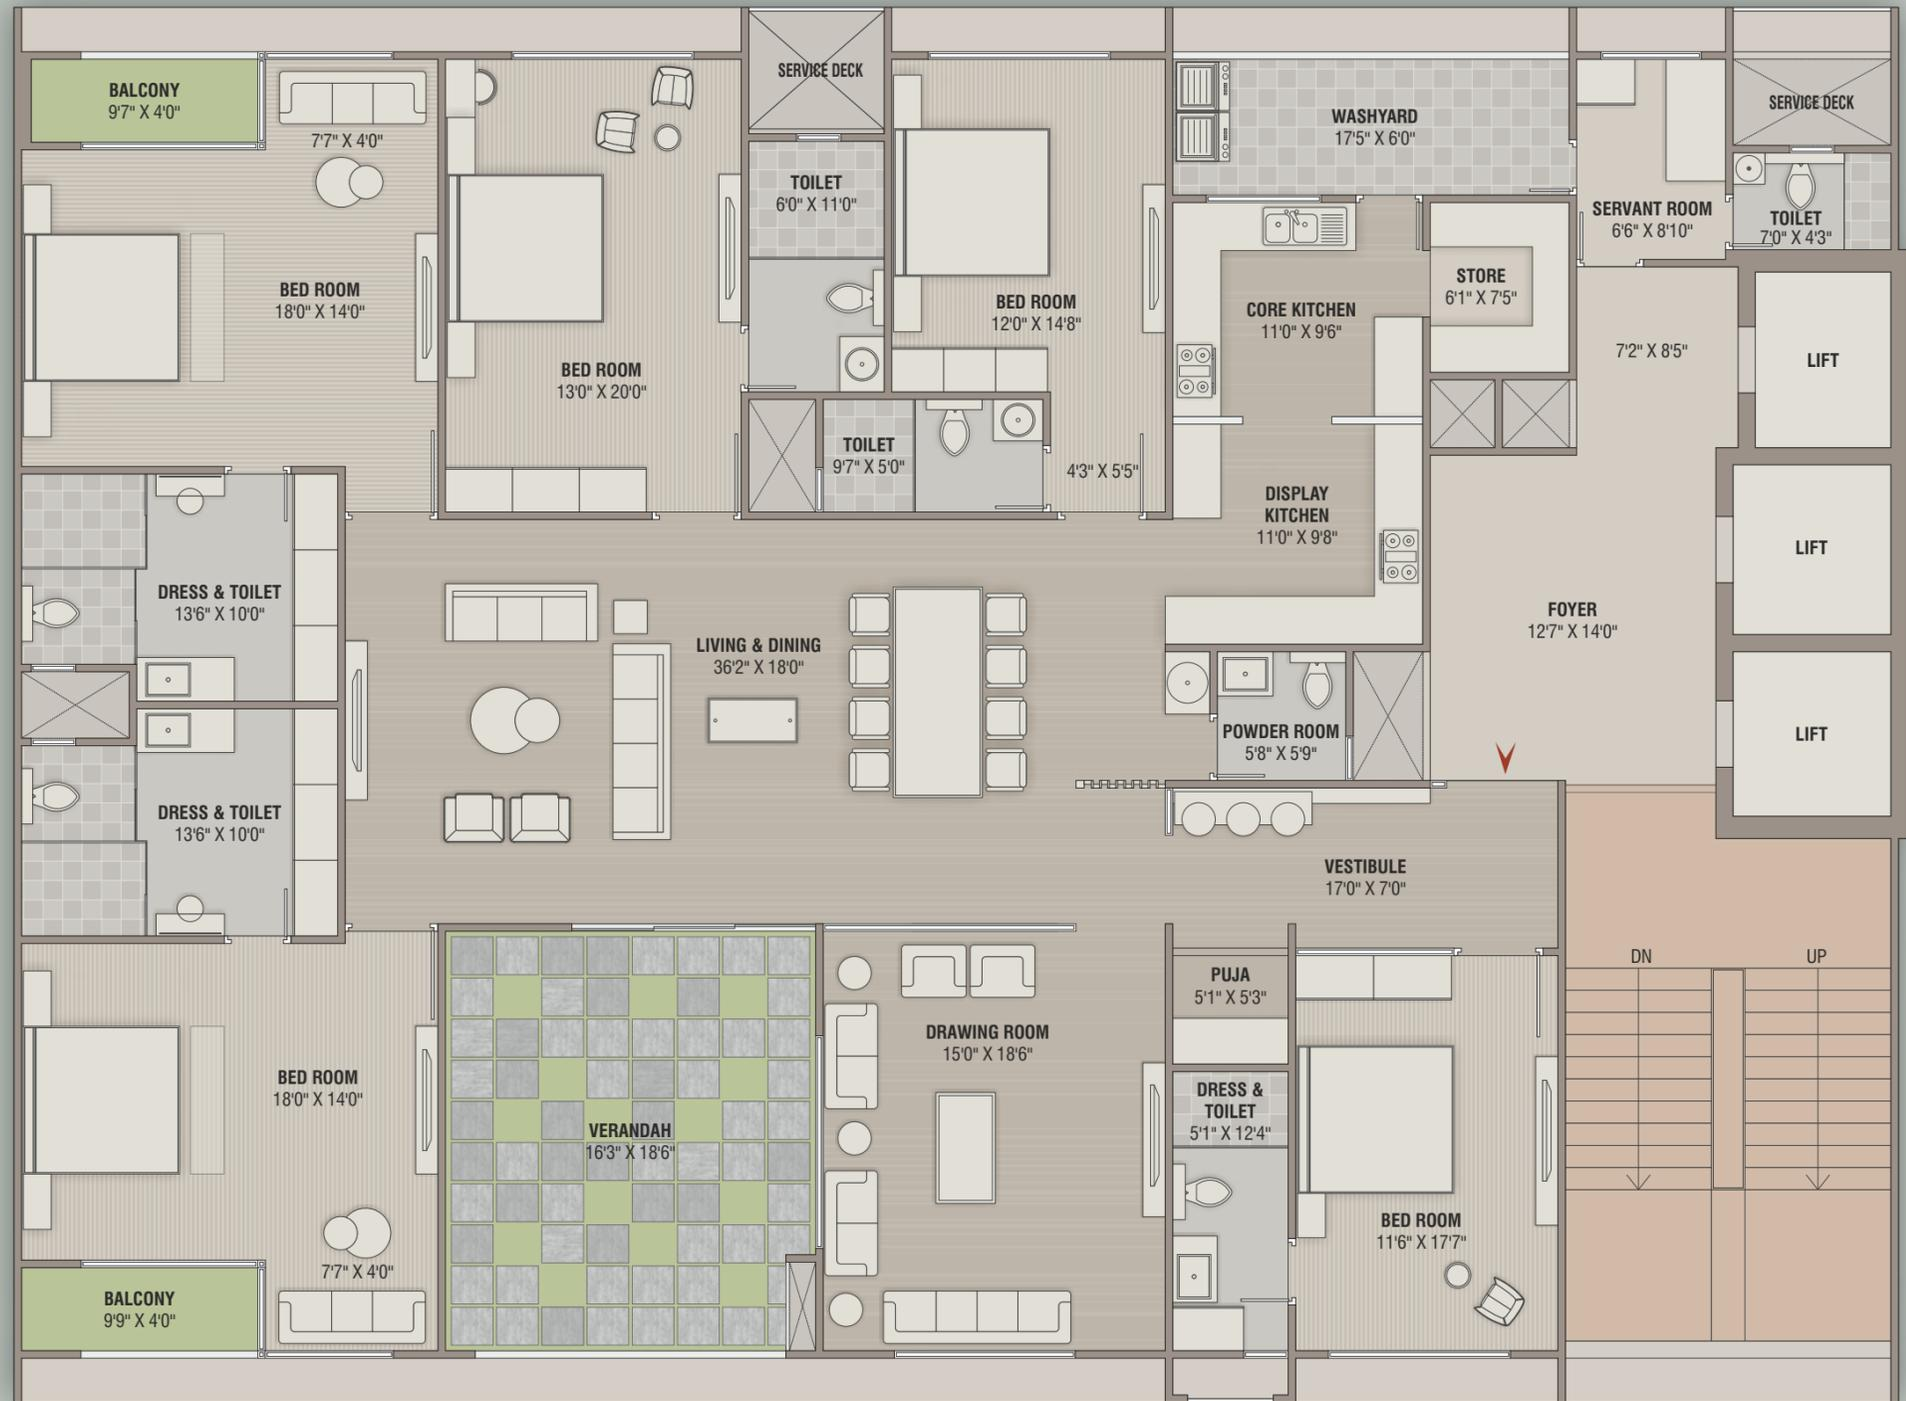 BALCONY
9'7" X 4'0"
7'7" X 4'0"
BED ROOM
18'0" X 14'0"
BED ROOM
13'0" X 20'0"
SERVICE DECK
TOILET
6'0" X 11'0"
BED ROOM
12'0" X 14'8"
TOILET
9'7" X 5'0"
4'3" X 5'5"
WASHYARD
17'5" X 6'0"
SERVANT ROOM
6'6" X 8'10"
SERVICE DECK
TOILET
7'0" X 4'3"
CORE KITCHEN
11'0" X 9'6"
STORE
6'1" X 7'5"
7'2" X 8'5"
LIFT
DISPLAY
KITCHEN
11'0" X 9'8"
LIFT
DRESS & TOILET
13'6" X 10'0"
LIVING & DINING
36'2" X 18'0"
FOYER
12'7" X 14'0"
POWDER ROOM
5'8" X 5'9"
LIFT
DRESS & TOILET
13'6" X 10'0"
VESTIBULE
17'0" X 7'0"
DN
UP
PUJA
5'1" X 5'3"
DRAWING ROOM
15'0" X 18'6"
BED ROOM
18'0" X 14'0"
VERANDAH
16'3" X 18'6"
DRESS &
TOILET
5'1" X 12'4"
BED ROOM
11'6" X 17'7"
7'7" X 4'0"
BALCONY
9'9" X 4'0"